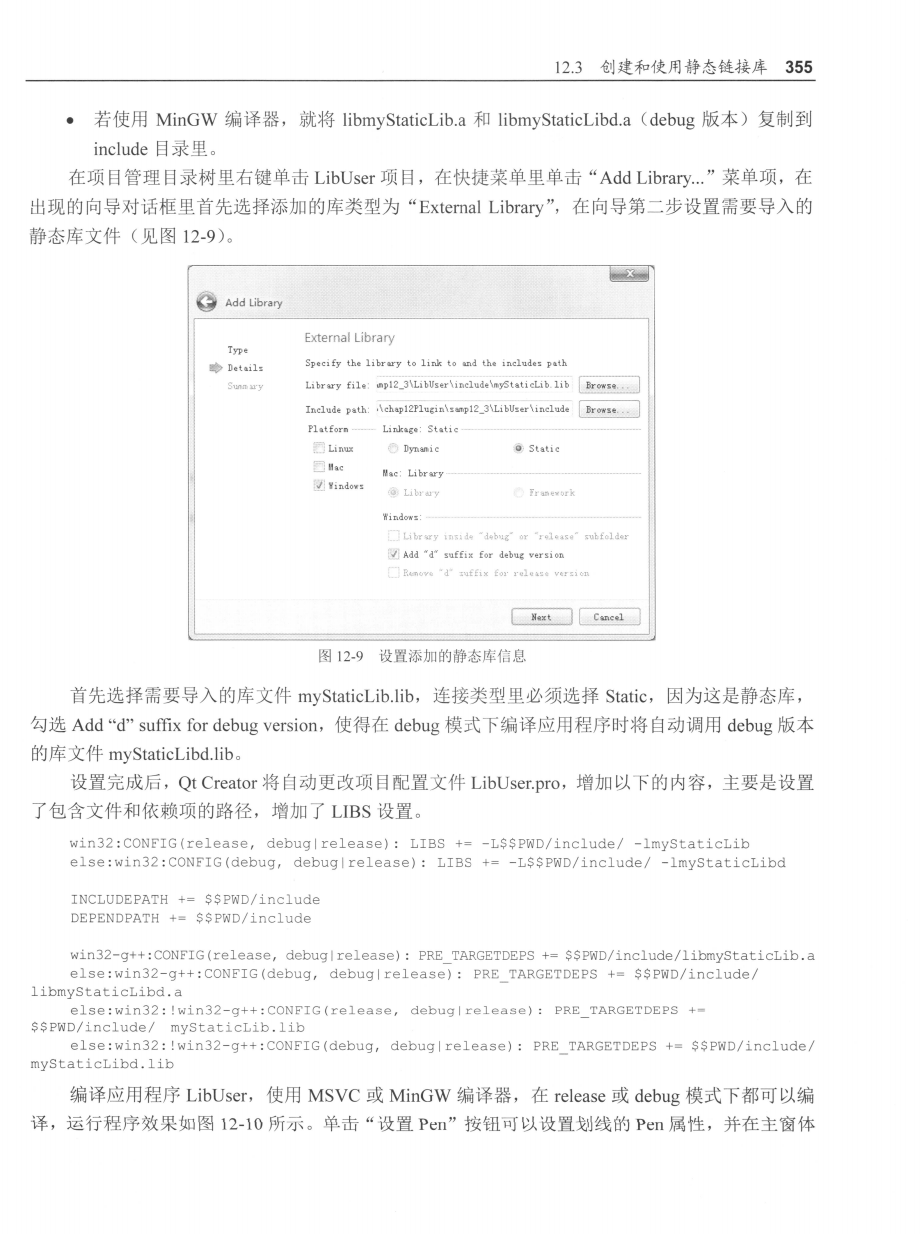 12.3 创建和使用静态链接库 355
• 若使用 MinGW 编译器，就将 libmyStaticLib.a 和 libmyStaticLibd.a（debug 版本）复制到
include 目录里。
在项目管理目录树里右键单击 LibUser 项目，在快捷菜单里单击“Add Library...”菜单项，在
出现的向导对话框里首先选择添加的库类型为“External Library”，在向导第二步设置需要导入的
静态库文件（见图 12-9）。
Add Library
External Library
Type
Details
Summary
Specify the library to link to and the includes path
Library file: mp12_3\LibUser\include\myStaticLib.lib Browse...
Include path: \chap12Plugin\samp12_3\LibUser\include Browse...
Platform Linkage: Static
Linux Dynamic Static
Mac Mac: Library
Windows Library Framework
Windows:
Library inside "debug" or "release" subfolder
Add "d" suffix for debug version
Remove "d" suffix for release version
Next Cancel
图 12-9 设置添加的静态库信息
首先选择需要导入的库文件 myStaticLib.lib，连接类型里必须选择 Static，因为这是静态库，
勾选 Add “d” suffix for debug version，使得在 debug 模式下编译应用程序时将自动调用 debug 版本
的库文件 myStaticLibd.lib。
设置完成后，Qt Creator 将自动更改项目配置文件 LibUser.pro，增加以下的内容，主要是设置
了包含文件和依赖项的路径，增加了 LIBS 设置。
win32:CONFIG(release, debug|release): LIBS += -L$$PWD/include/ -lmyStaticLib
else:win32:CONFIG(debug, debug|release): LIBS += -L$$PWD/include/ -lmyStaticLibd
INCLUDEPATH += $$PWD/include
DEPENDPATH += $$PWD/include
win32-g++:CONFIG(release, debug|release): PRE_TARGETDEPS += $$PWD/include/libmyStaticLib.a
else:win32-g++:CONFIG(debug, debug|release): PRE_TARGETDEPS += $$PWD/include/
libmyStaticLibd.a
else:win32:!win32-g++:CONFIG(release, debug|release): PRE_TARGETDEPS +=
$$PWD/include/ myStaticLib.lib
else:win32:!win32-g++:CONFIG(debug, debug|release): PRE_TARGETDEPS += $$PWD/include/
myStaticLibd.lib
编译应用程序 LibUser，使用 MSVC 或 MinGW 编译器，在 release 或 debug 模式下都可以编
译，运行程序效果如图 12-10 所示。单击“设置 Pen”按钮可以设置划线的 Pen 属性，并在主窗体